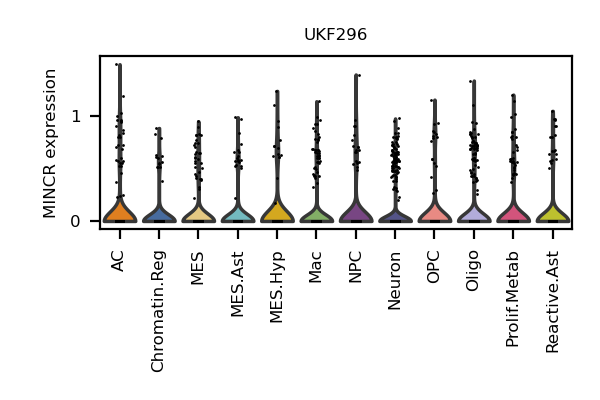 UKF296
MINCR expression
1
0
AC
Chromatin.Reg
MES
MES.Ast
MES.Hyp
Mac
NPC
Neuron
OPC
Oligo
Prolif.Metab
Reactive.Ast